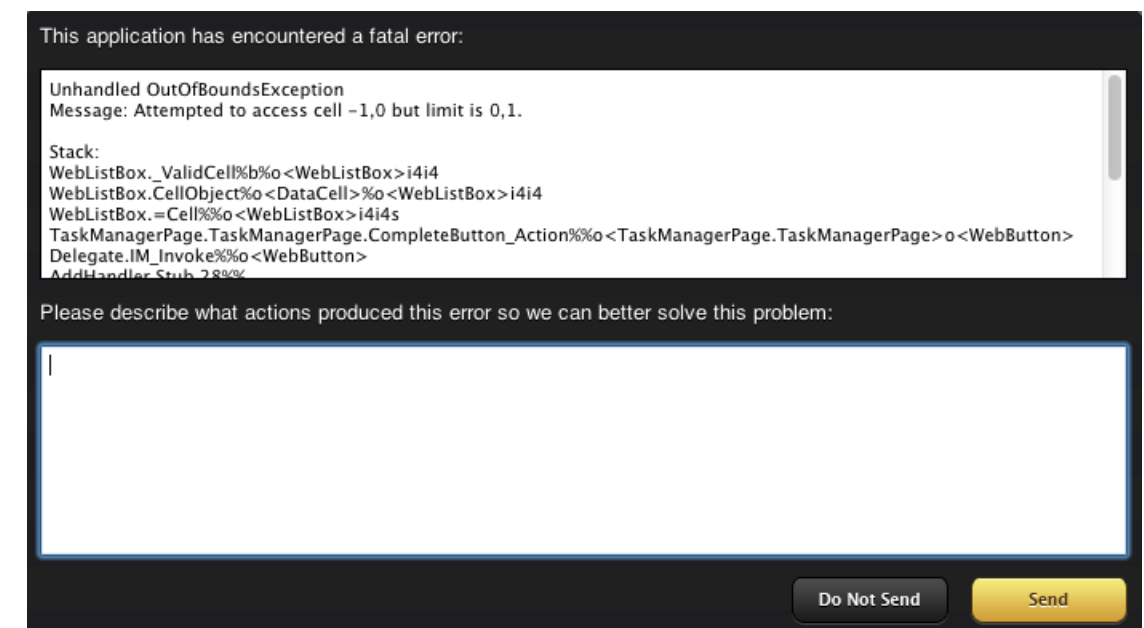 This application has encountered a fatal error:
Unhandled OutOfBoundsException
Message: Attempted to access cell -1,0 but limit is 0,1.
Stack:
WebListBox._ValidCell%b%o<WebListBox>i4i4
WebListBox.CellObject%o<DataCell>%o<WebListBox>i4i4
WebListBox.=Cell%%o<WebListBox>i4i4s
TaskManagerPage.TaskManagerPage.CompleteButton_Action%%o<TaskManagerPage.TaskManagerPage>o<WebButton>
Delegate.IM_Invoke%%o<WebButton>
AddHandler.Stub.28%%
Please describe what actions produced this error so we can better solve this problem:
Do Not Send
Send